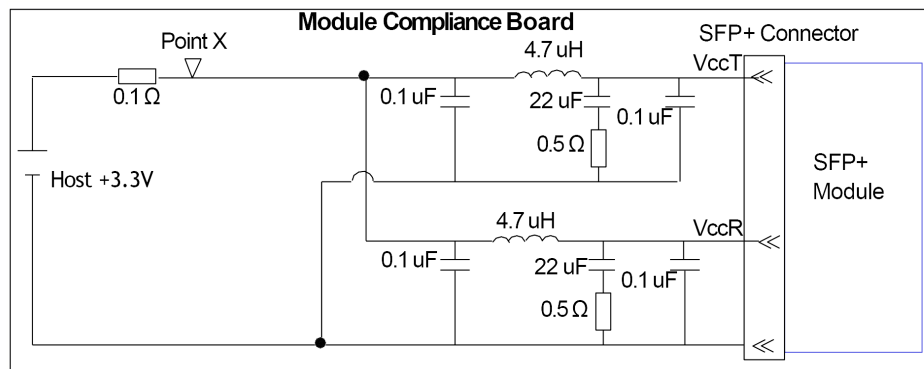 Module Compliance Board
Point X
4.7 uH
SFP+ Connector
VccT
0.1 Ω
0.1 uF
22 uF
0.1 uF
0.5 Ω
Host +3.3V
SFP+
Module
4.7 uH
VccR
0.1 uF
22 uF
0.1 uF
0.5 Ω